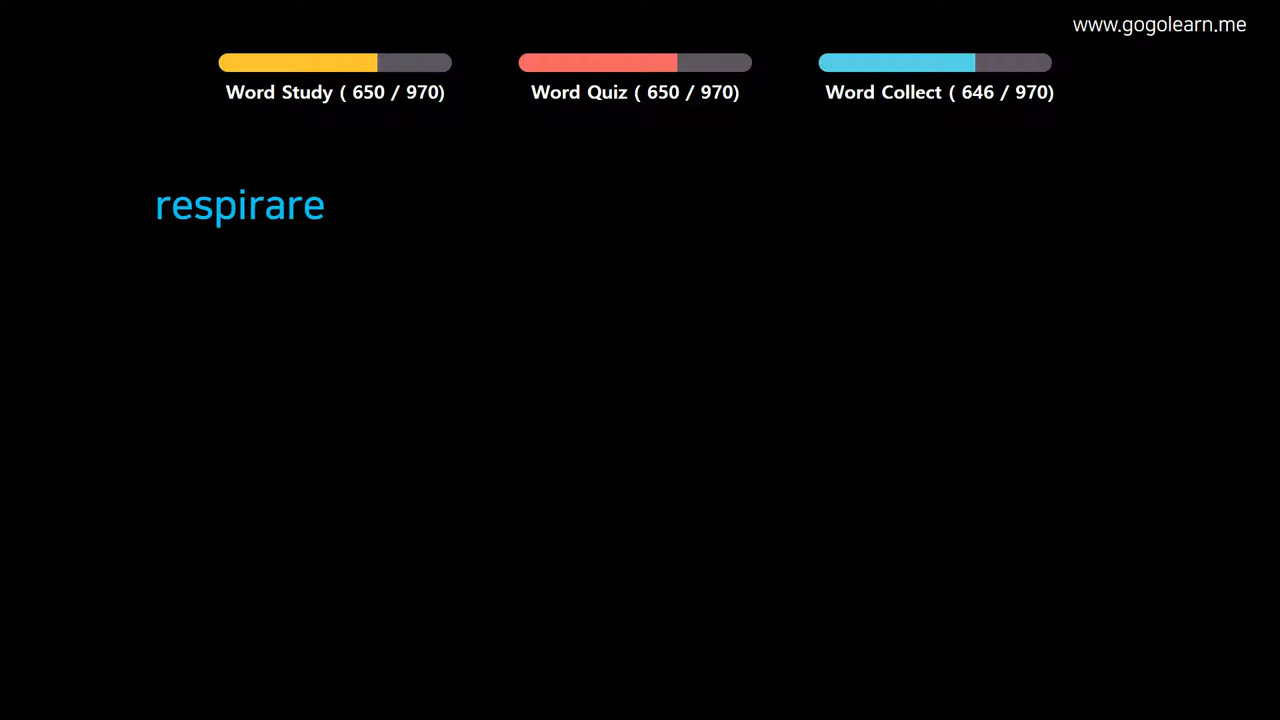 www.gogolearn.me
Word Study ( 650 / 970)
Word Quiz ( 650 / 970)
Word Collect ( 646 / 970)
respirare